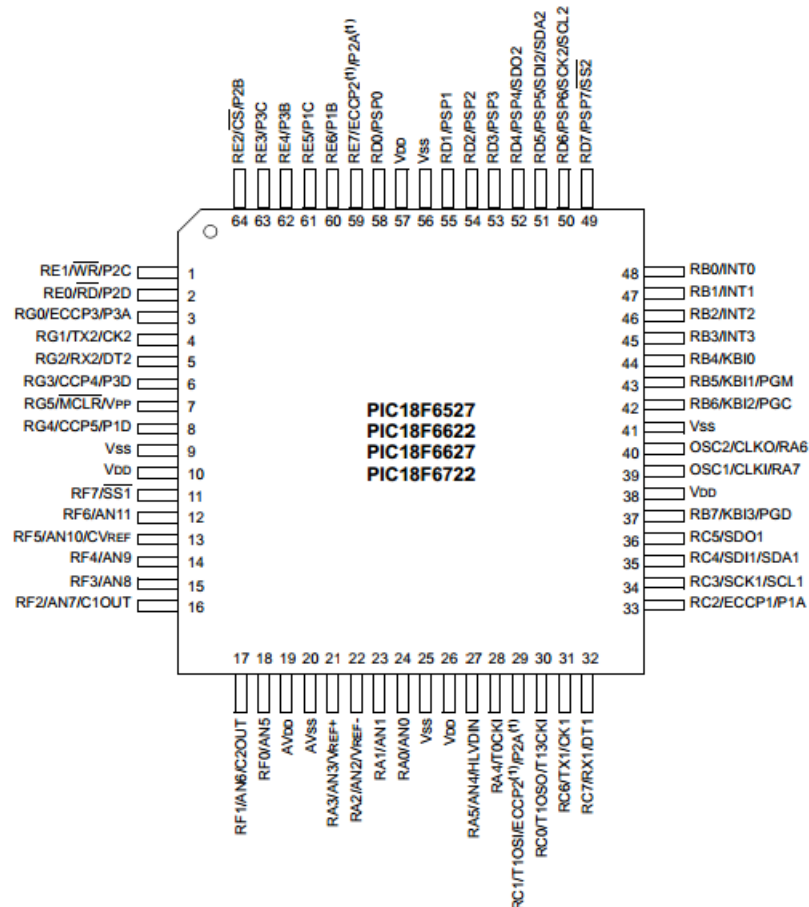 RE2/CS/P2B
RE3/P3C
RE4/P3B
RE5/P1C
RE6/P1B
RE7/ECCP2(1)/P2A(1)
RD0/PSP0
VDD
VSS
RD1/PSP1
RD2/PSP2
RD3/PSP3
RD4/PSP4/SDO2
RD5/PSP5/SDI2/SDA2
RD6/PSP6/SCK2/SCL2
RD7/PSP7/SS2
64 63 62 61 60 59 58 57 56 55 54 53 52 51 50 49
RE1/WR/P2C 1
RE0/RD/P2D 2
RG0/ECCP3/P3A 3
RG1/TX2/CK2 4
RG2/RX2/DT2 5
RG3/CCP4/P3D 6
RG5/MCLR/VPP 7
RG4/CCP5/P1D 8
VSS 9
VDD 10
RF7/SS1 11
RF6/AN11 12
RF5/AN10/CVREF 13
RF4/AN9 14
RF3/AN8 15
RF2/AN7/C1OUT 16
PIC18F6527
PIC18F6622
PIC18F6627
PIC18F6722
48 RB0/INT0
47 RB1/INT1
46 RB2/INT2
45 RB3/INT3
44 RB4/KBI0
43 RB5/KBI1/PGM
42 RB6/KBI2/PGC
41 VSS
40 OSC2/CLKO/RA6
39 OSC1/CLKI/RA7
38 VDD
37 RB7/KBI3/PGD
36 RC5/SDO1
35 RC4/SDI1/SDA1
34 RC3/SCK1/SCL1
33 RC2/ECCP1/P1A
17 18 19 20 21 22 23 24 25 26 27 28 29 30 31 32
RF1/AN6/C2OUT
RF0/AN5
AVDD
AVSS
RA3/AN3/VREF+
RA2/AN2/VREF-
RA1/AN1
RA0/AN0
VSS
VDD
RA5/AN4/HLVDIN
RA4/T0CKI
RC1/T1OSI/ECCP2(1)/P2A(1)
RC0/T1OSO/T13CKI
RC6/TX1/CK1
RC7/RX1/DT1